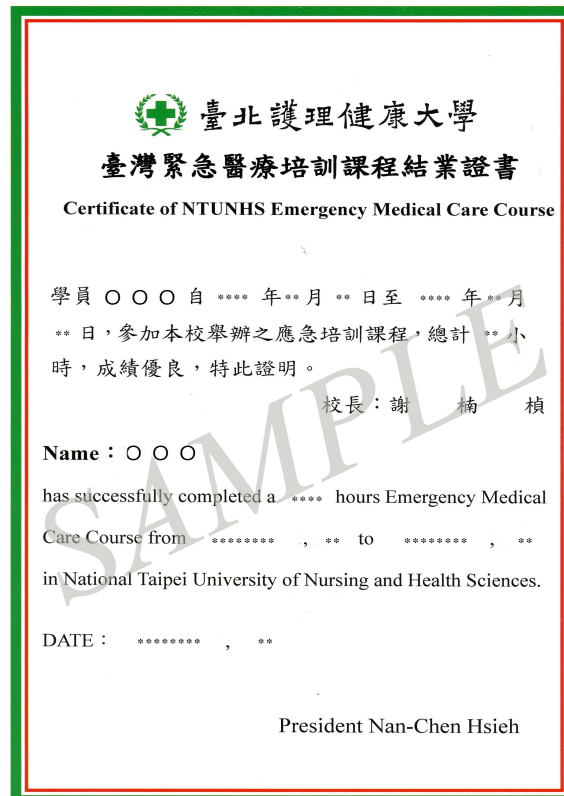 臺北護理健康大學
臺灣緊急醫療培訓課程結業證書
Certificate of NTUNHS Emergency Medical Care Course
學員 〇 〇 〇 自 **** 年 ** 月 ** 日至 **** 年 ** 月
** 日，參加本校舉辦之應急培訓課程，總計 ** 小
時，成績優良，特此證明。
校長：謝 楠 楨
Name：〇 〇 〇
has successfully completed a **** hours Emergency Medical
Care Course from ******** , ** to ******** , **
in National Taipei University of Nursing and Health Sciences.
DATE： ******** , **
President Nan-Chen Hsieh
SAMPLE